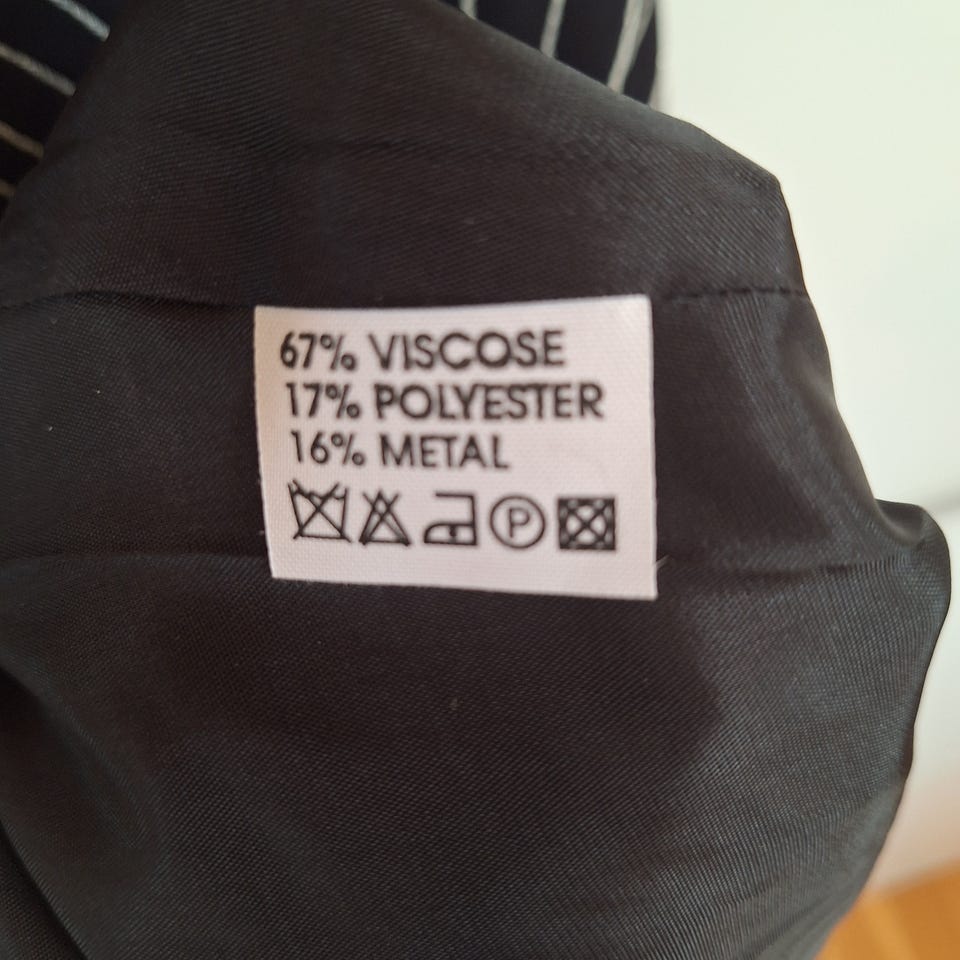 67% VISCOSE
17% POLYESTER
16% METAL
P